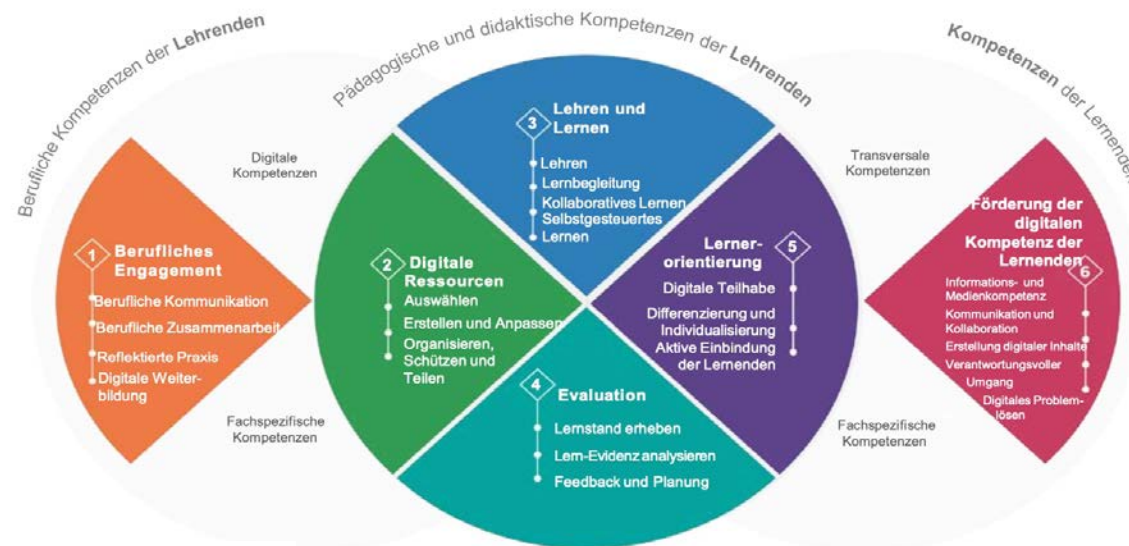 Berufliche Kompetenzen der Lehrenden
Pädagogische und didaktische Kompetenzen der Lehrenden
Kompetenzen der Lernenden
Digitale
Kompetenzen
Fachspezifische
Kompetenzen
1
Berufliches
Engagement
Berufliche Kommunikation
Berufliche Zusammenarbeit
Reflektierte Praxis
Digitale Weiter-
bildung
2
Digitale
Ressourcen
Auswählen
Erstellen und Anpassen
Organisieren,
Schützen und
Teilen
3
Lehren und
Lernen
Lehren
Lernbegleitung
Kollaboratives Lernen
Selbstgesteuertes
Lernen
4
Evaluation
Lernstand erheben
Lern-Evidenz analysieren
Feedback und Planung
5
Lerner-
orientierung
Digitale Teilhabe
Differenzierung und
Individualisierung
Aktive Einbindung
der Lernenden
Transversale
Kompetenzen
Fachspezifische
Kompetenzen
Förderung der
digitalen
Kompetenz der
Lernenden
6
Informations- und
Medienkompetenz
Kommunikation und
Kollaboration
Erstellung digitaler Inhalte
Verantwortungsvoller
Umgang
Digitales Problem-
lösen